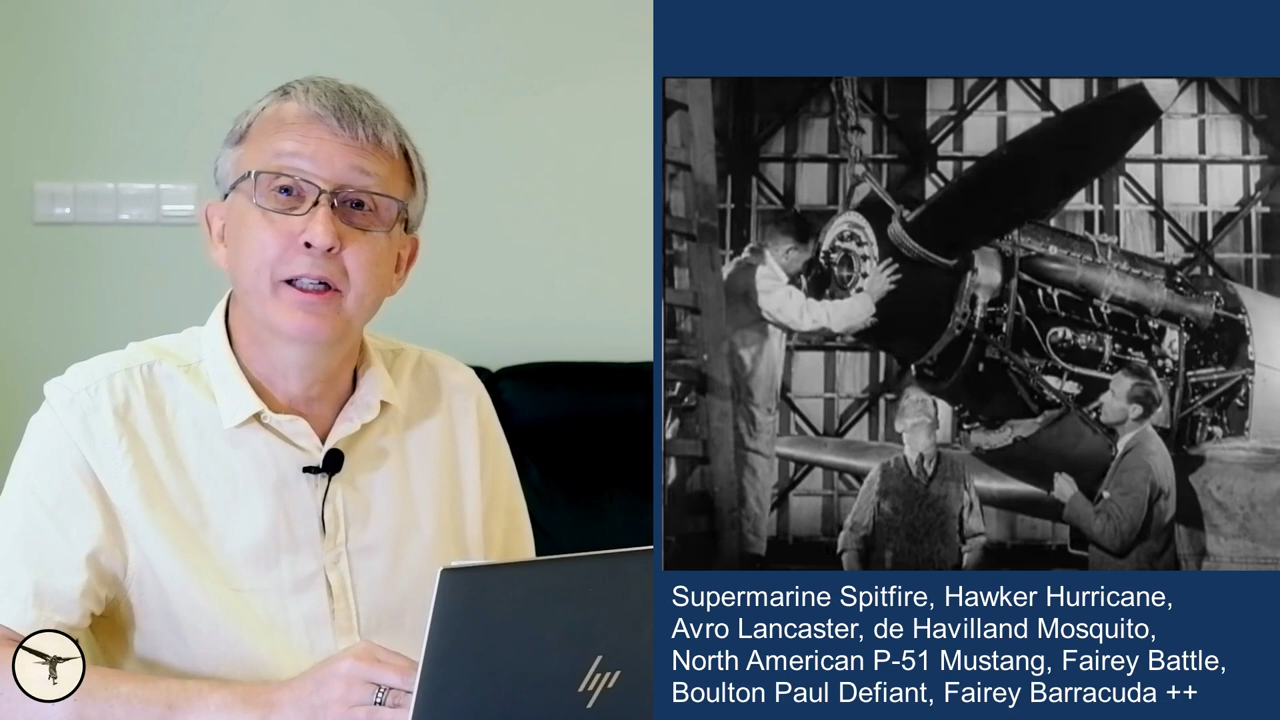 Supermarine Spitfire, Hawker Hurricane,
Avro Lancaster, de Havilland Mosquito,
North American P-51 Mustang, Fairey Battle,
Boulton Paul Defiant, Fairey Barracuda ++
hp